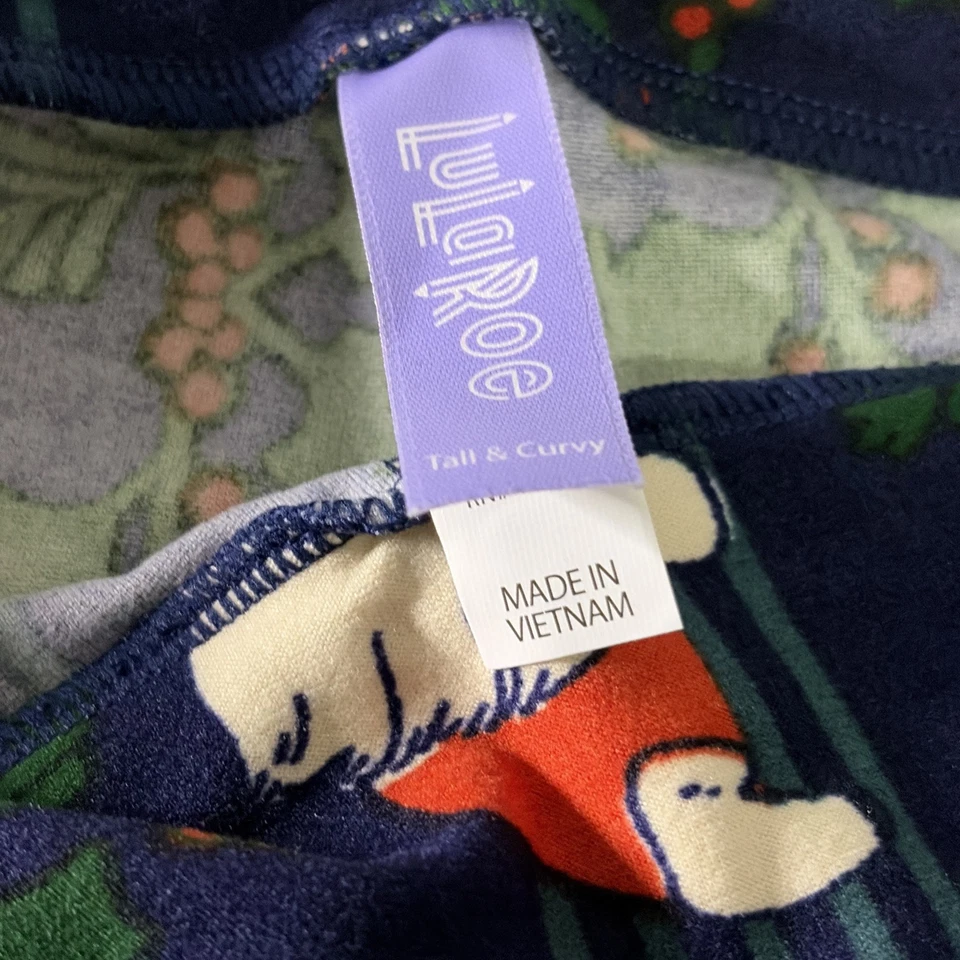 LuLaRoe
Tall & Curvy
MADE IN
VIETNAM